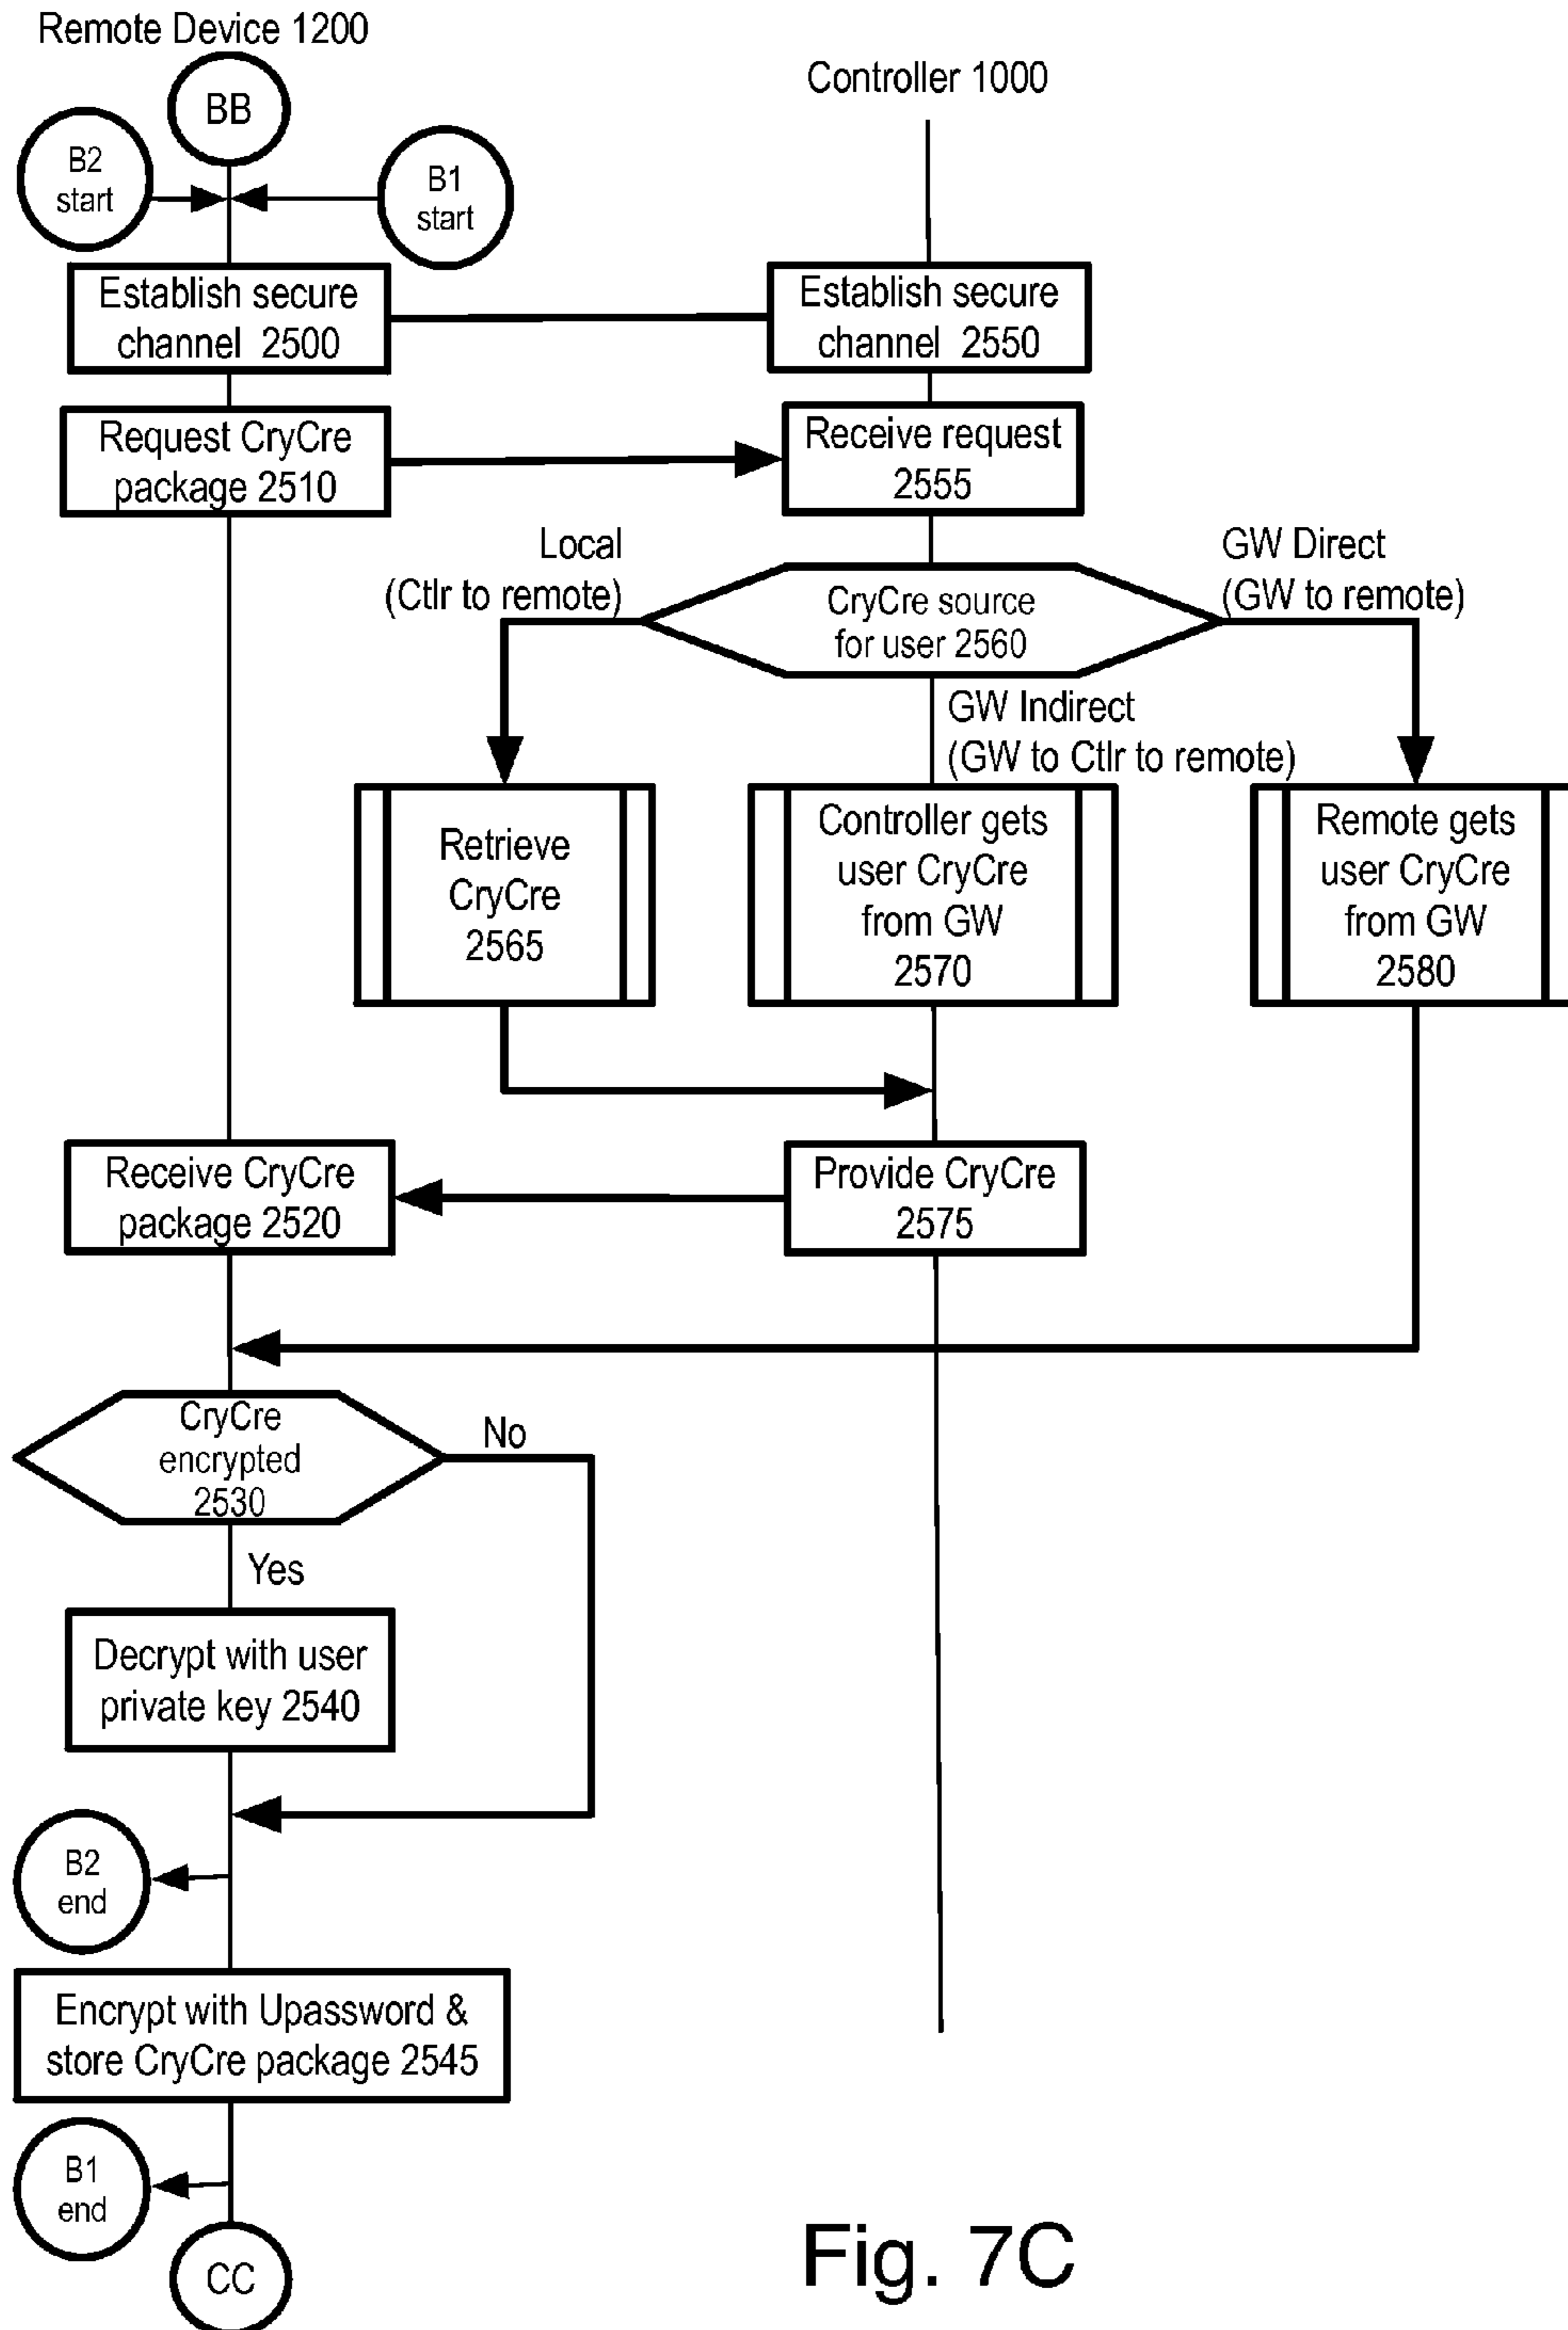 Remote Device 1200
BB
Controller 1000
B2
start
B1
start
Establish secure
channel 2500
Establish secure
channel 2550
Request CryCre
package 2510
Receive request
2555
Local
(Ctlr to remote)
CryCre source
for user 2560
GW Direct
(GW to remote)
GW Indirect
(GW to Ctlr to remote)
Retrieve
CryCre
2565
Controller gets
user CryCre
from GW
2570
Remote gets
user CryCre
from GW
2580
Receive CryCre
package 2520
Provide CryCre
2575
CryCre
encrypted
2530
No
Yes
Decrypt with user
private key 2540
B2
end
Encrypt with Upassword &
store CryCre package 2545
B1
end
CC
Fig. 7C